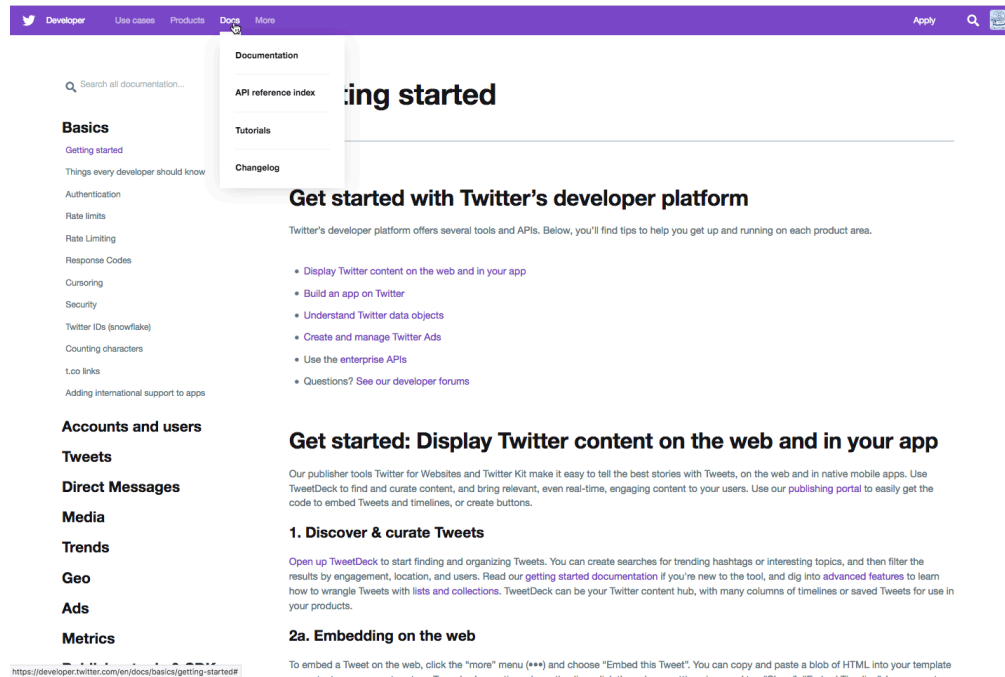 Developer Use cases Products Docs More Apply
Documentation
API reference index
Tutorials
Changelog
Search all documentation...
Basics
Getting started
Things every developer should know
Authentication
Rate limits
Rate Limiting
Response Codes
Cursoring
Security
Twitter IDs (snowflake)
Counting characters
t.co links
Adding international support to apps
Accounts and users
Tweets
Direct Messages
Media
Trends
Geo
Ads
Metrics
started
Get started with Twitter’s developer platform
Twitter’s developer platform offers several tools and APIs. Below, you’ll find tips to help you get up and running on each product area.
• Display Twitter content on the web and in your app
• Build an app on Twitter
• Understand Twitter data objects
• Create and manage Twitter Ads
• Use the enterprise APIs
• Questions? See our developer forums
Get started: Display Twitter content on the web and in your app
Our publisher tools Twitter for Websites and Twitter Kit make it easy to tell the best stories with Tweets, on the web and in native mobile apps. Use
TweetDeck to find and curate content, and bring relevant, even real-time, engaging content to your users. Use our publishing portal to easily get the
code to embed Tweets and timelines, or create buttons.
1. Discover & curate Tweets
Open up TweetDeck to start finding and organizing Tweets. You can create searches for trending hashtags or interesting topics, and then filter the
results by engagement, location, and users. Read our getting started documentation if you’re new to the tool, and dig into advanced features to learn
how to wrangle Tweets with lists and collections. TweetDeck can be your Twitter content hub, with many columns of timelines or saved Tweets for use in
your products.
2a. Embedding on the web
To embed a Tweet on the web, click the “more” menu (•••) and choose “Embed this Tweet”. You can copy and paste a blob of HTML into your template
https://developer.twitter.com/en/docs/basics/getting-started#